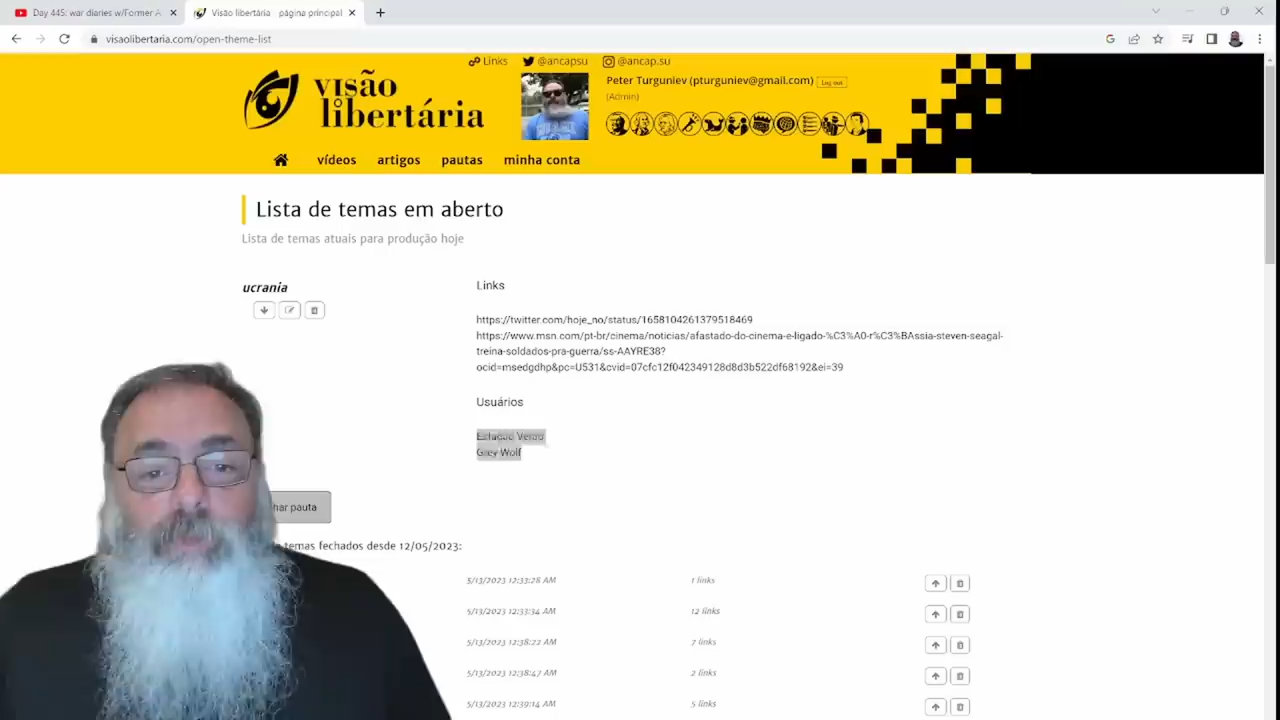 Day 445: war diaries w/Former A
Visão libertária - página principal
visaolibertaria.com/open-theme-list
Links @ancapsu @ancap.su
visão
libertária
Peter Turguniev (pturguniev@gmail.com) Log out
(Admin)
vídeos artigos pautas minha conta
Lista de temas em aberto
Lista de temas atuais para produção hoje
ucrania
Links
https://twitter.com/hoje_no/status/1658104261379518469
https://www.msn.com/pt-br/cinema/noticias/afastado-do-cinema-e-ligado-%C3%A0-r%C3%BAssia-steven-seagal-
treina-soldados-pra-guerra/ss-AAYRE38?
ocid=msedgdhp&pc=U531&cvid=07cfc12f042349128d8d3b522df68192&ei=39
Usuários
Grey Wolf
har pauta
temas fechados desde 12/05/2023:
5/13/2023 12:33:28 AM 1 links
5/13/2023 12:33:34 AM 12 links
5/13/2023 12:38:22 AM 7 links
5/13/2023 12:38:47 AM 2 links
5/13/2023 12:39:14 AM 5 links